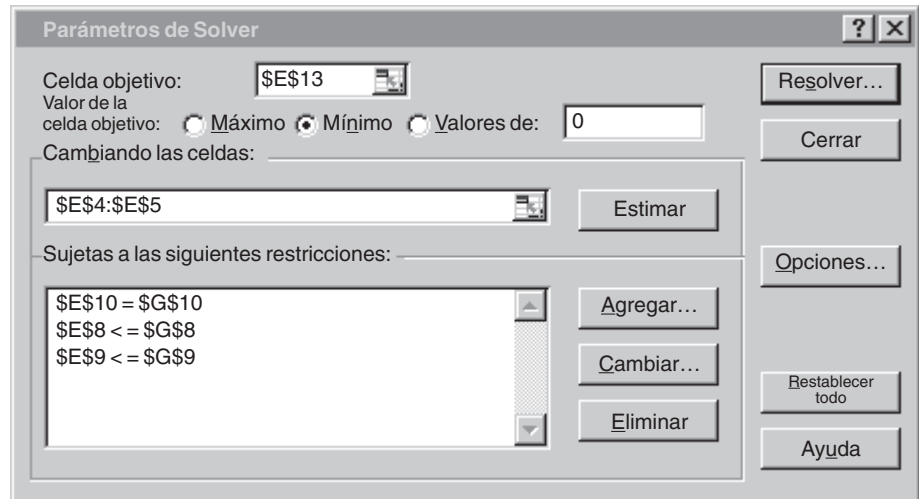 Parámetros de Solver
?
Celda objetivo:
$E$13
Resolver...
Valor de la
celda objetivo:
Máximo
Mínimo
Valores de:
0
Cerrar
Cambiando las celdas:
$E$4:$E$5
Estimar
Sujetas a las siguientes restricciones:
Opciones...
$E$10 = $G$10
$E$8 < = $G$8
$E$9 < = $G$9
Agregar...
Cambiar...
Eliminar
Restablecer
todo
Ayuda